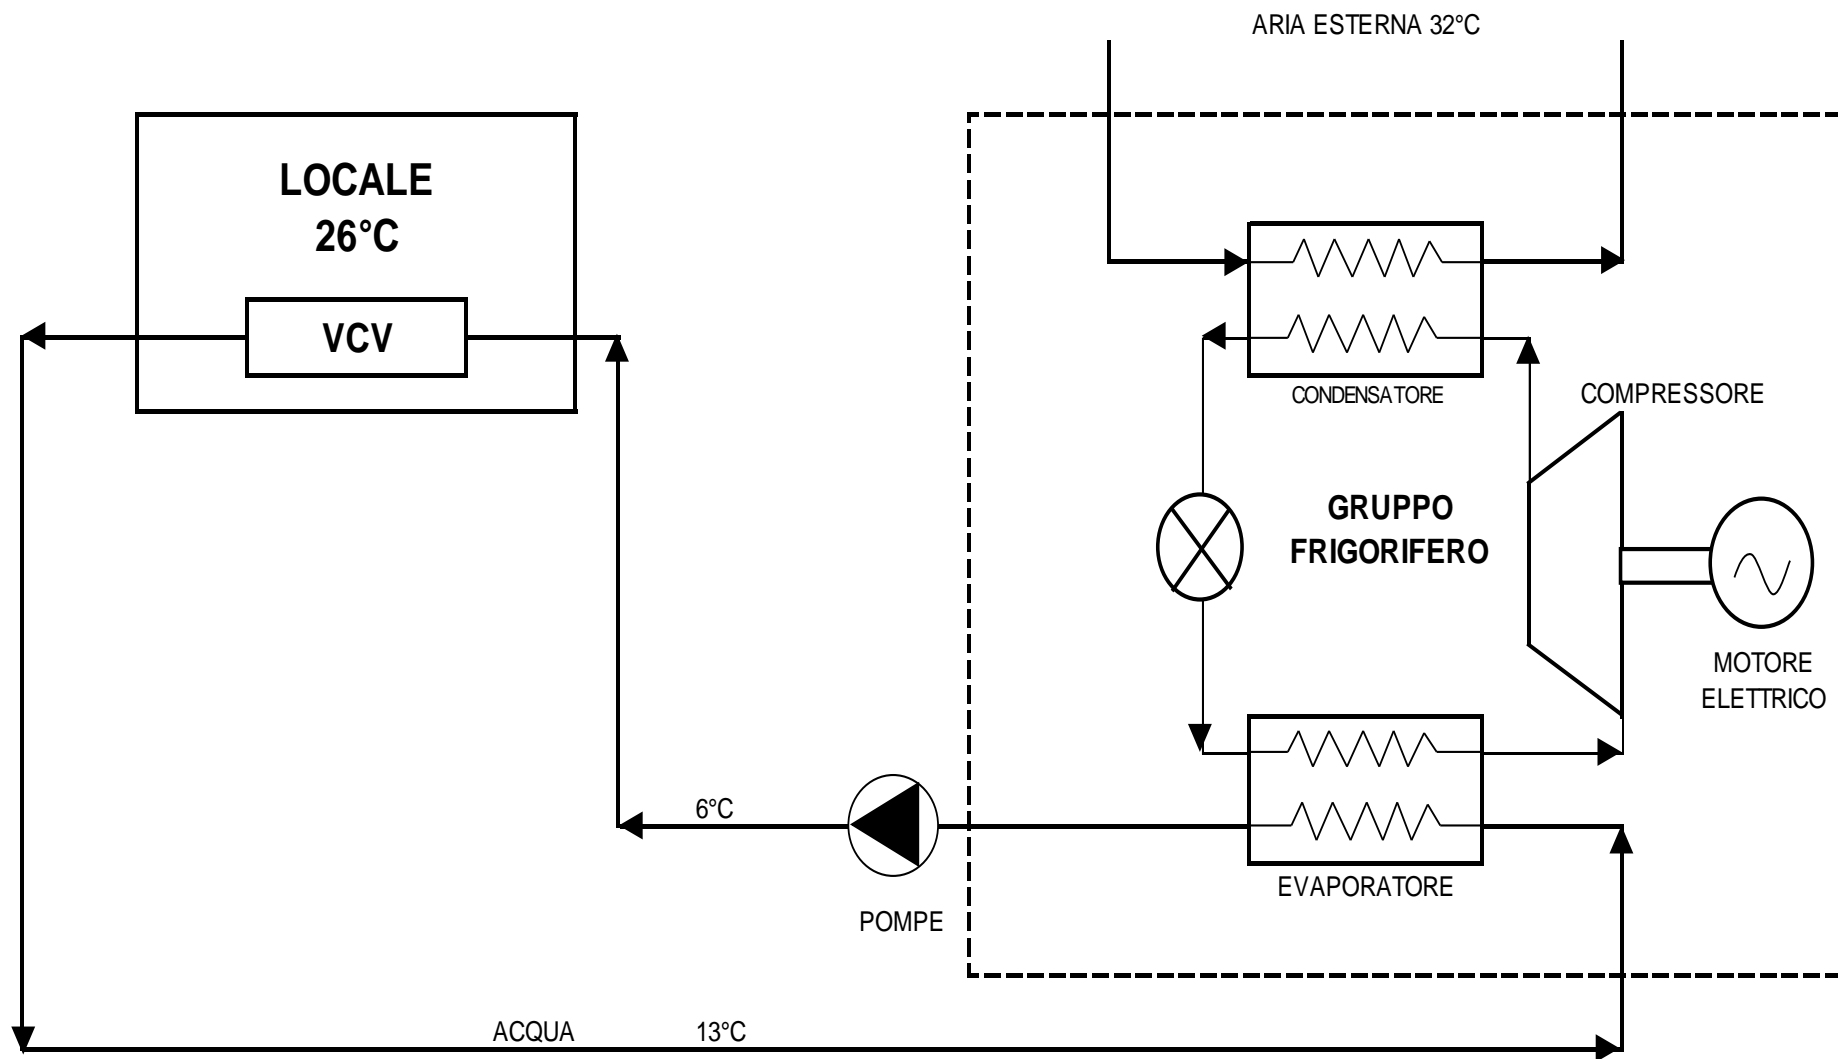 ARIA ESTERNA 32°C
LOCALE
26°C
VCV
CONDENSATORE
COMPRESSORE
GRUPPO
FRIGORIFERO
MOTORE
ELETTRICO
6°C
EVAPORATORE
POMPE
ACQUA 13°C